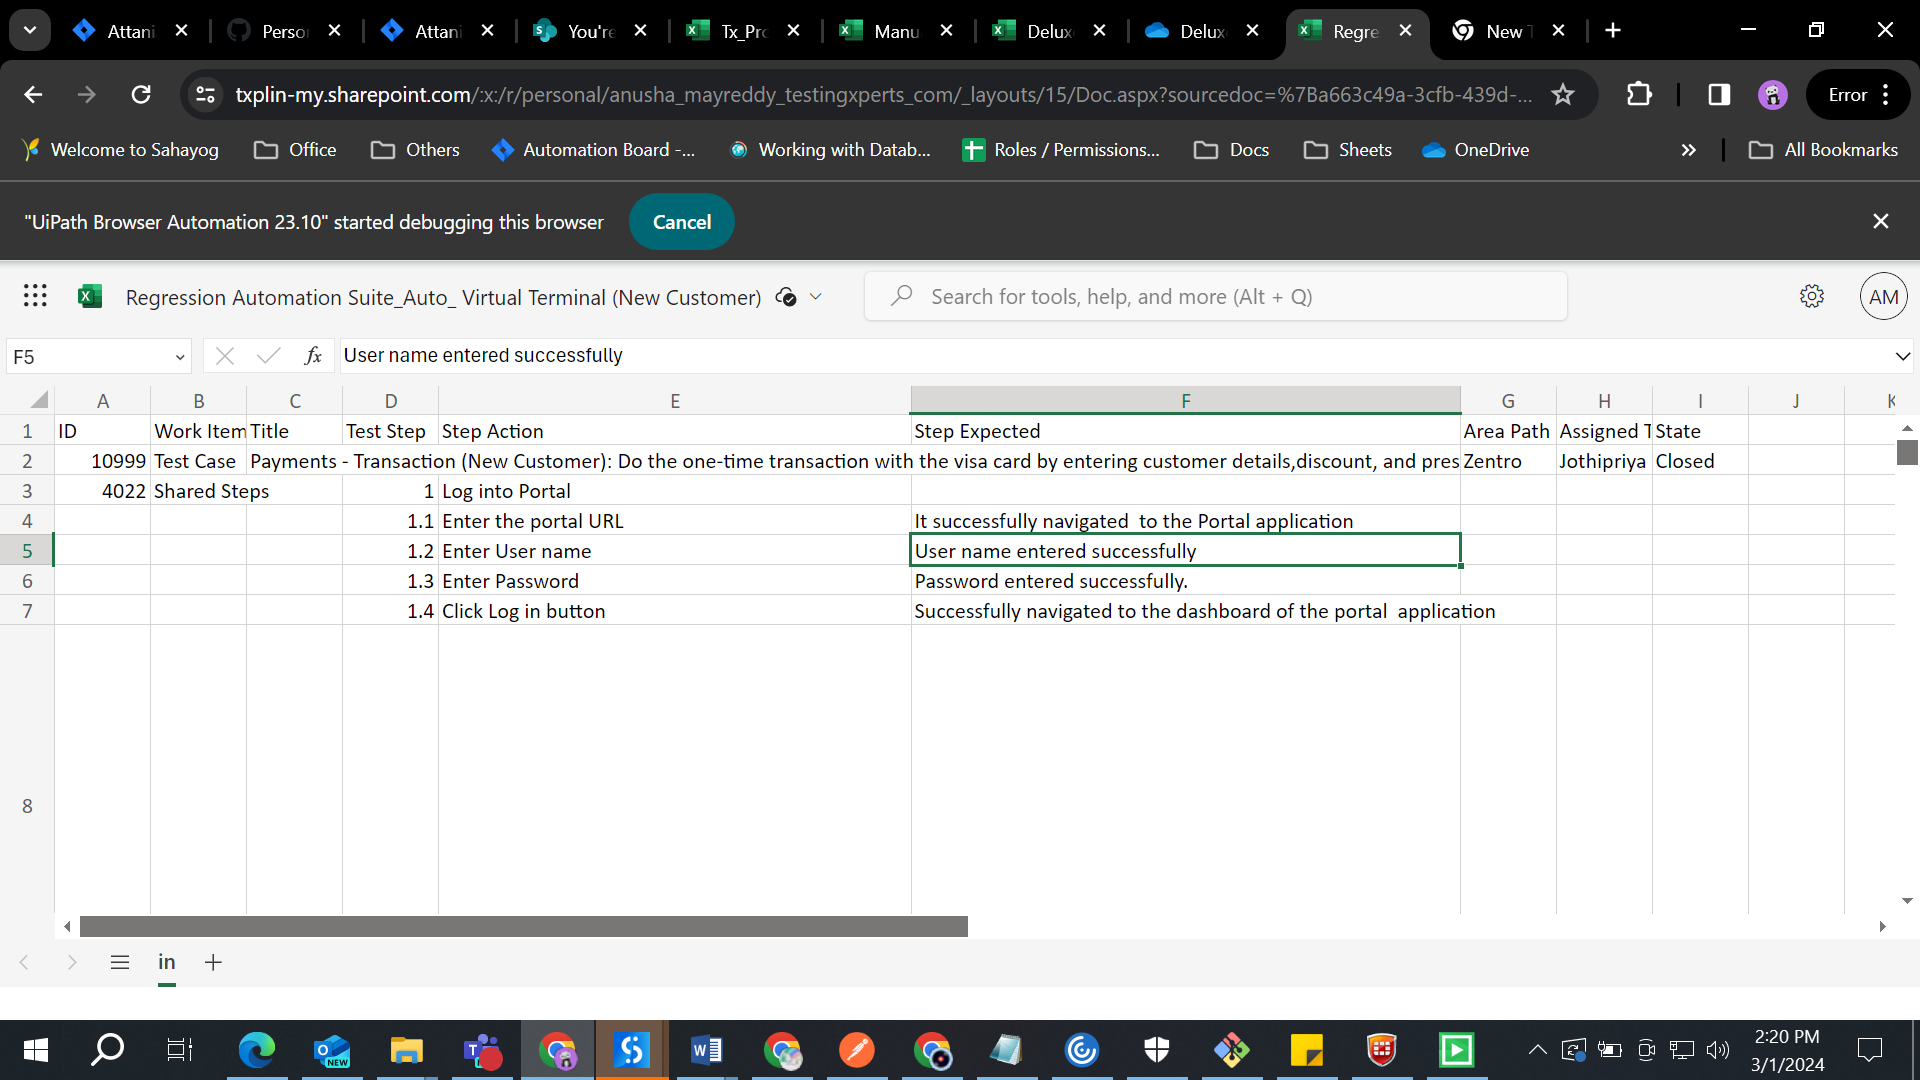 Attani
Perso
Attani
You're
Tx_Pro
Manu
Delux
Delux
Regre
New T
txplin-my.sharepoint.com/:x:/r/personal/anusha_mayreddy_testingxperts_com/_layouts/15/Doc.aspx?sourcedoc=%7Ba663c49a-3cfb-439d-...
Error
Welcome to Sahayog
Office
Others
Automation Board -...
Working with Datab...
Roles / Permissions...
Docs
Sheets
OneDrive
All Bookmarks
"UiPath Browser Automation 23.10" started debugging this browser
Cancel
Regression Automation Suite_Auto_ Virtual Terminal (New Customer)
Search for tools, help, and more (Alt + Q)
AM
F5
fx
User name entered successfully
A B C D E F G H I J K
1 ID Work Item Title Test Step Step Action Step Expected Area Path Assigned T State
2 10999 Test Case Payments - Transaction (New Customer): Do the one-time transaction with the visa card by entering customer details,discount, and pres Zentro Jothipriya Closed
3 4022 Shared Steps 1 Log into Portal
4 1.1 Enter the portal URL It successfully navigated  to the Portal application
5 1.2 Enter User name User name entered successfully
6 1.3 Enter Password Password entered successfully.
7 1.4 Click Log in button Successfully navigated to the dashboard of the portal  application
8
in
NEW
2:20 PM
3/1/2024